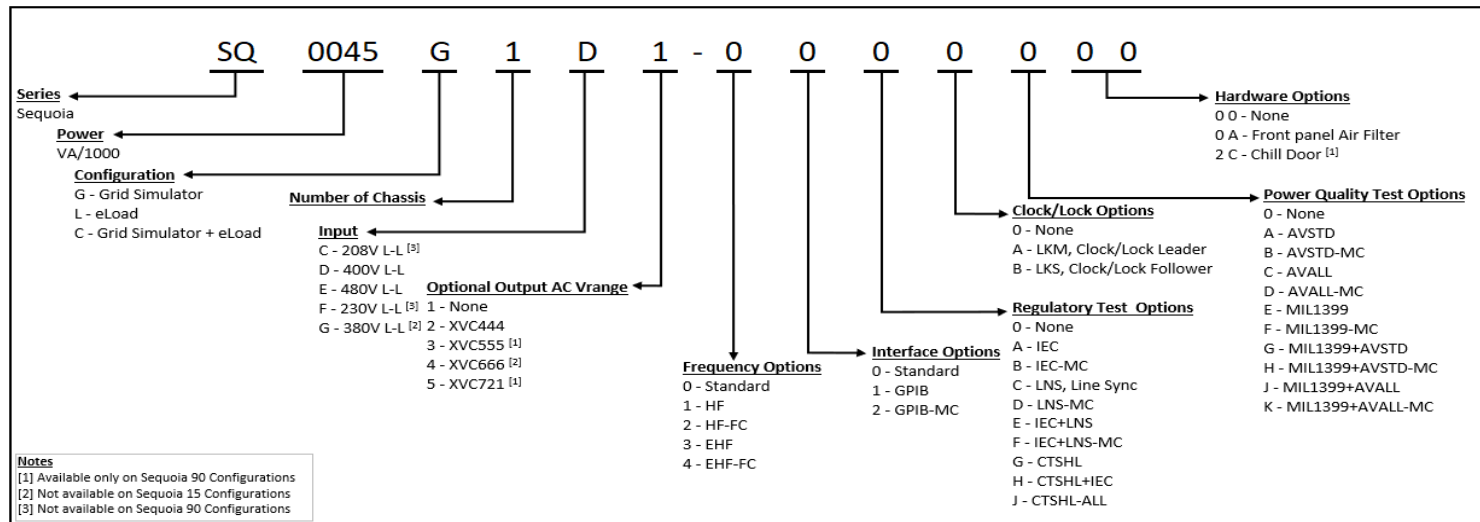 SQ 0045 G 1 D 1 - 0 0 0 0 0 0 0
Series
Sequoia
Power
VA/1000
Configuration
G - Grid Simulator
L - eLoad
C - Grid Simulator + eLoad
Number of Chassis
Input
C - 208V L-L [3]
D - 400V L-L
E - 480V L-L
F - 230V L-L [3]
G - 380V L-L [2]
Optional Output AC Vrange
1 - None
2 - XVC444
3 - XVC555 [1]
4 - XVC666 [2]
5 - XVC721 [1]
Frequency Options
0 - Standard
1 - HF
2 - HF-FC
3 - EHF
4 - EHF-FC
Interface Options
0 - Standard
1 - GPIB
2 - GPIB-MC
Regulatory Test Options
0 - None
A - IEC
B - IEC-MC
C - LNS, Line Sync
D - LNS-MC
E - IEC+LNS
F - IEC+LNS-MC
G - CTSHL
H - CTSHL+IEC
J - CTSHL-ALL
Clock/Lock Options
0 - None
A - LKM, Clock/Lock Leader
B - LKS, Clock/Lock Follower
Power Quality Test Options
0 - None
A - AVSTD
B - AVSTD-MC
C - AVALL
D - AVALL-MC
E - MIL1399
F - MIL1399-MC
G - MIL1399+AVSTD
H - MIL1399+AVSTD-MC
J - MIL1399+AVALL
K - MIL1399+AVALL-MC
Hardware Options
0 0 - None
0 A - Front panel Air Filter
2 C - Chill Door [1]
Notes
[1] Available only on Sequoia 90 Configurations
[2] Not available on Sequoia 15 Configurations
[3] Not available on Sequoia 90 Configurations